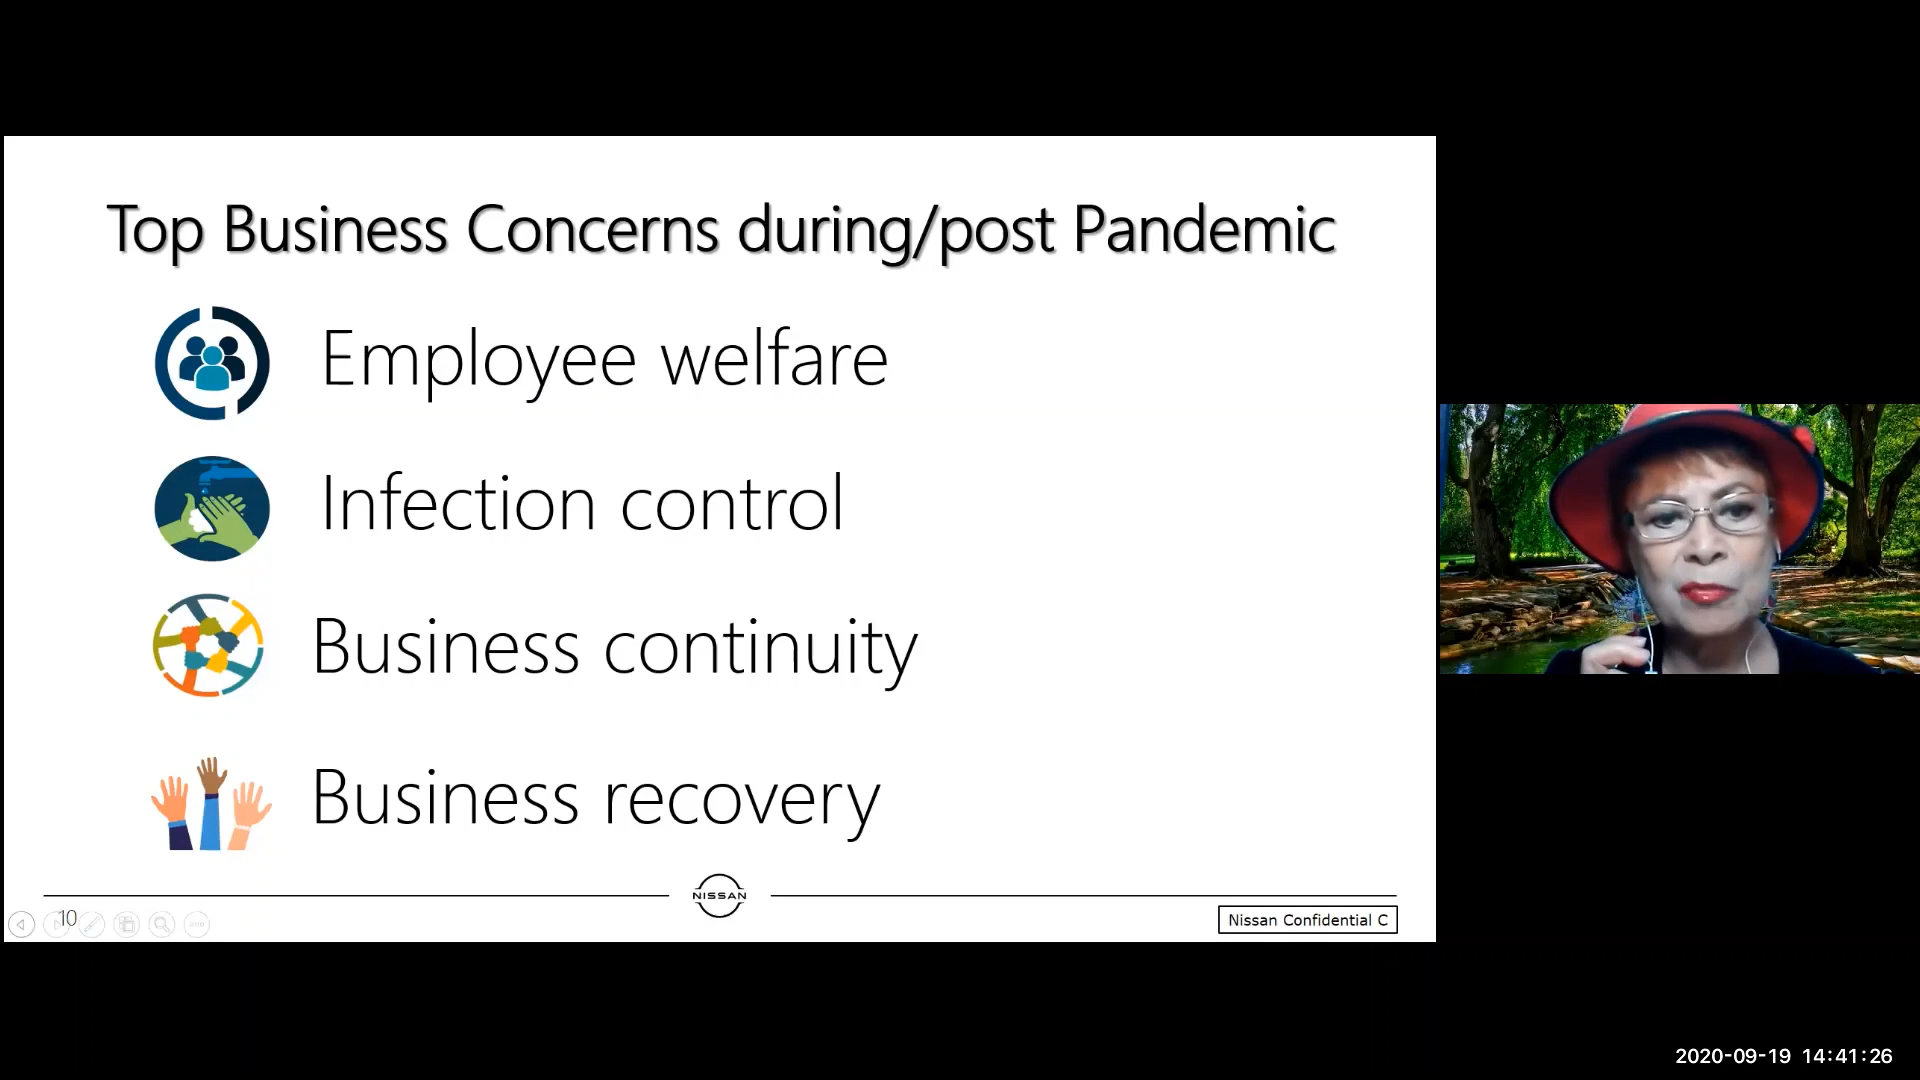 Top Business Concerns during/post Pandemic
Employee welfare
Infection control
Business continuity
Business recovery
NISSAN
10
Nissan Confidential C
2020-09-19 14:41:26